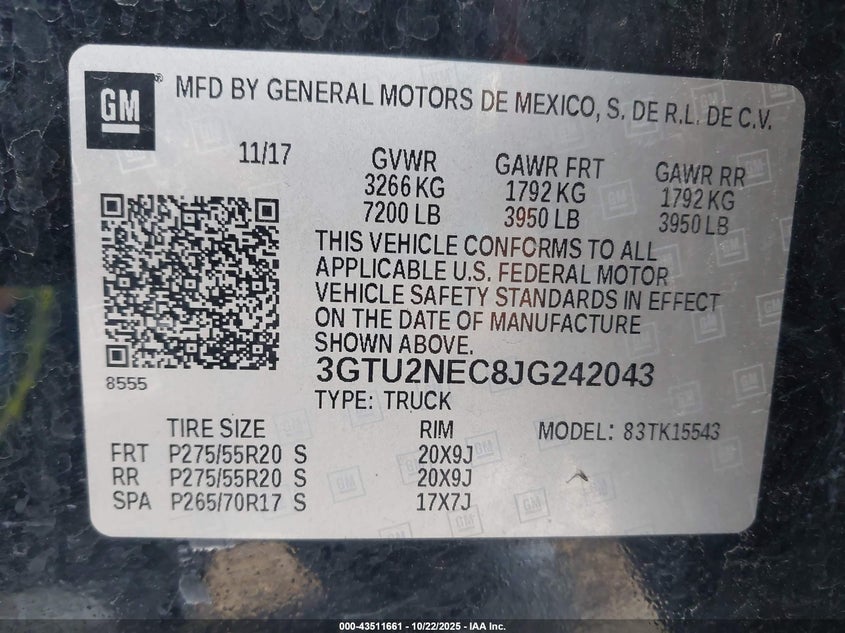 GM
MFD BY GENERAL MOTORS DE MEXICO, S. DE R.L. DE C.V.
11/17 GVWR GAWR FRT GAWR RR
3266 KG 1792 KG 1792 KG
7200 LB 3950 LB 3950 LB
THIS VEHICLE CONFORMS TO ALL
APPLICABLE U.S. FEDERAL MOTOR
VEHICLE SAFETY STANDARDS IN EFFECT
ON THE DATE OF MANUFACTURE
SHOWN ABOVE.
8555 3GTU2NEC8JG242043
TYPE: TRUCK
TIRE SIZE RIM MODEL: 83TK15543
FRT P275/55R20 S 20X9J
RR P275/55R20 S 20X9J
SPA P265/70R17 S 17X7J
000-43511661 - 10/22/2025 - IAA Inc.